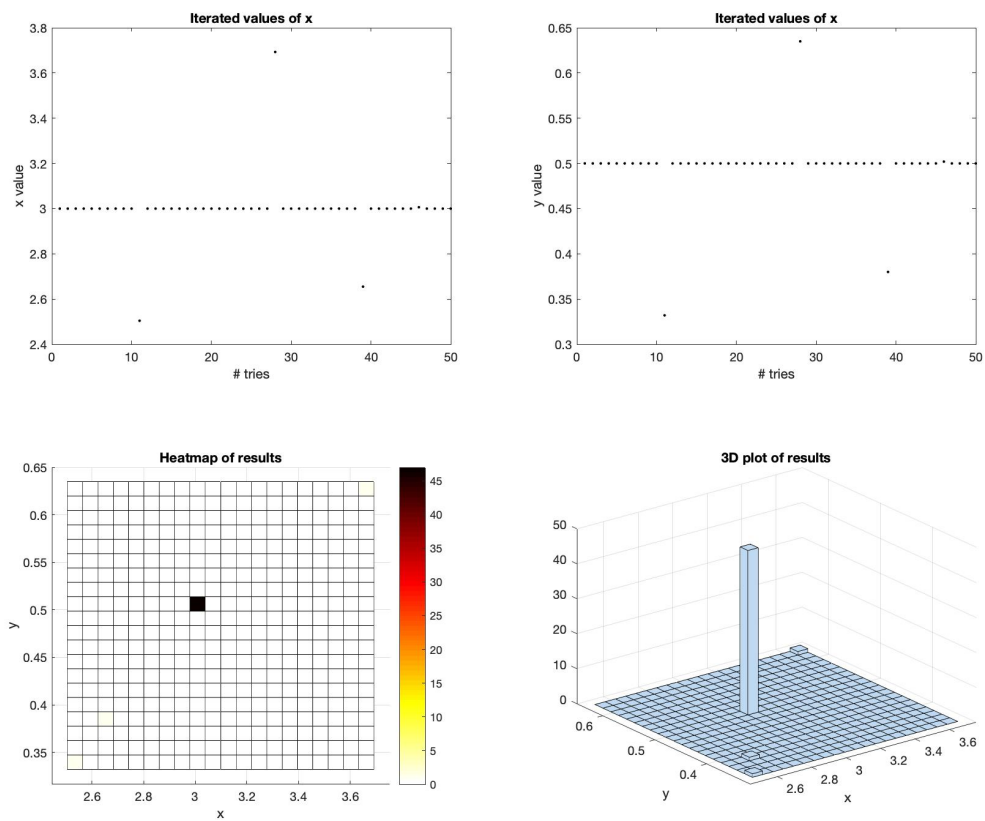 Iterated values of x
3.8
3.6
3.4
3.2
3
2.8
2.6
2.4
x value
0 10 20 30 40 50
# tries
Iterated values of x
0.65
0.6
0.55
0.5
0.45
0.4
0.35
0.3
y value
0 10 20 30 40 50
# tries
Heatmap of results
0.65
0.6
0.55
0.5
0.45
0.4
0.35
y
2.6 2.8 3 3.2 3.4 3.6
x
45
40
35
30
25
20
15
10
5
0
3D plot of results
50
40
30
20
10
0
0.6
0.5
0.4
y
2.6 2.8 3 3.2 3.4 3.6
x